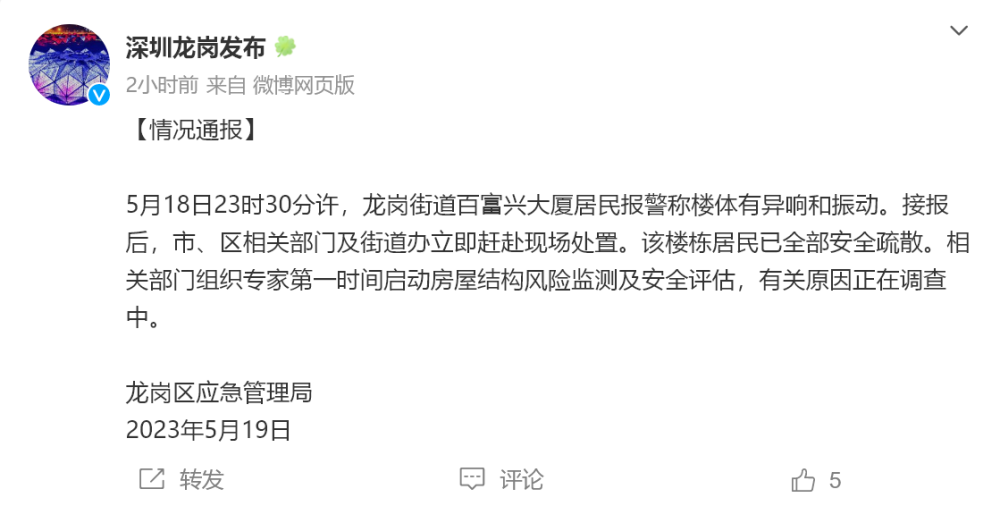 深圳龙岗发布
2小时前 来自 微博网页版
【情况通报】
5月18日23时30分许，龙岗街道百富兴大厦居民报警称楼体有异响和振动。接报
后，市、区相关部门及街道办立即赶赴现场处置。该楼栋居民已全部安全疏散。相
关部门组织专家第一时间启动房屋结构风险监测及安全评估，有关原因正在调查
中。
龙岗区应急管理局
2023年5月19日
转发 评论 5